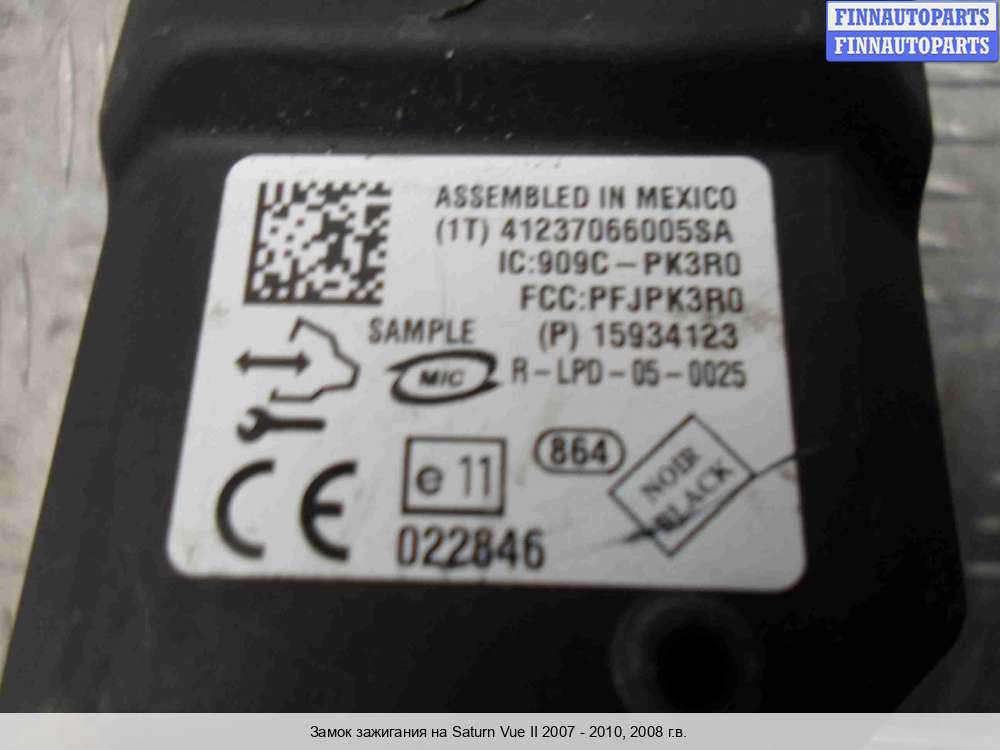 FINNAUTOPARTS
FINNAUTOPARTS
ASSEMBLED IN MEXICO
(1T) 41237066005SA
IC:909C-PK3R0
FCC:PFJPK3R0
SAMPLE (P) 15934123
MIC R-LPD-05-0025
e 11
864
NOIR
BLACK
CE
022846
Замок зажигания на Saturn Vue II 2007 - 2010, 2008 г.в.